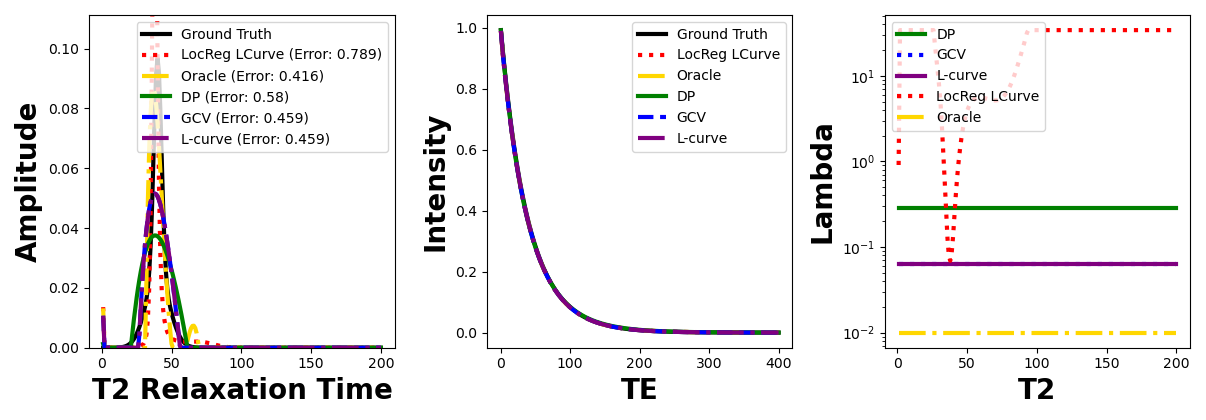 Amplitude
0.10
0.08
0.06
0.04
0.02
0.00
0
50
100
150
200
T2 Relaxation Time
Ground Truth
LocReg LCurve (Error: 0.789)
Oracle (Error: 0.416)
DP (Error: 0.58)
GCV (Error: 0.459)
L-curve (Error: 0.459)
Intensity
1.0
0.8
0.6
0.4
0.2
0.0
0
100
200
300
400
TE
Ground Truth
LocReg LCurve
Oracle
DP
GCV
L-curve
Lambda
10¹
10⁰
10⁻¹
10⁻²
0
50
100
150
200
T2
DP
GCV
L-curve
LocReg LCurve
Oracle